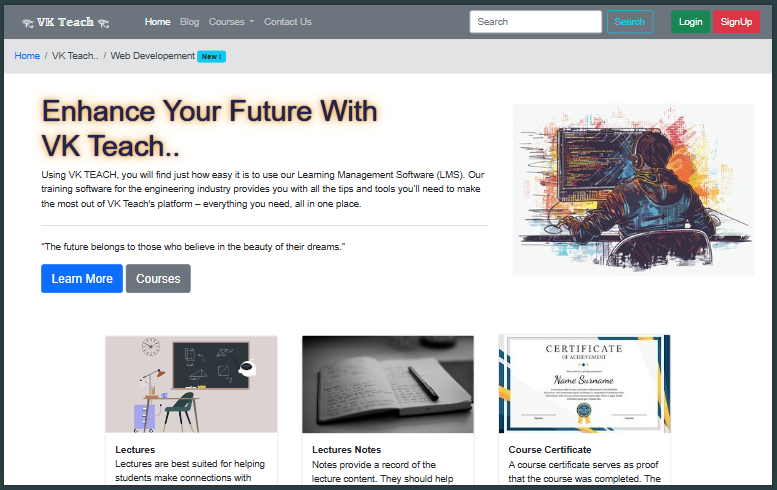 VK Teach
Home Blog Courses Contact Us
Search
Search
Login
SignUp
Home / VK Teach.. / Web Developement New !
Enhance Your Future With
VK Teach..
Using VK TEACH, you will find just how easy it is to use our Learning Management Software (LMS). Our
training software for the engineering industry provides you with all the tips and tools you'll need to make
the most out of VK Teach's platform – everything you need, all in one place.
"The future belongs to those who believe in the beauty of their dreams."
Learn More
Courses
CERTIFICATE
OF ACHIEVEMENT
Name Surname
Lectures
Lectures are best suited for helping
students make connections with
Lectures Notes
Notes provide a record of the
lecture content. They should help
Course Certificate
A course certificate serves as proof
that the course was completed. The